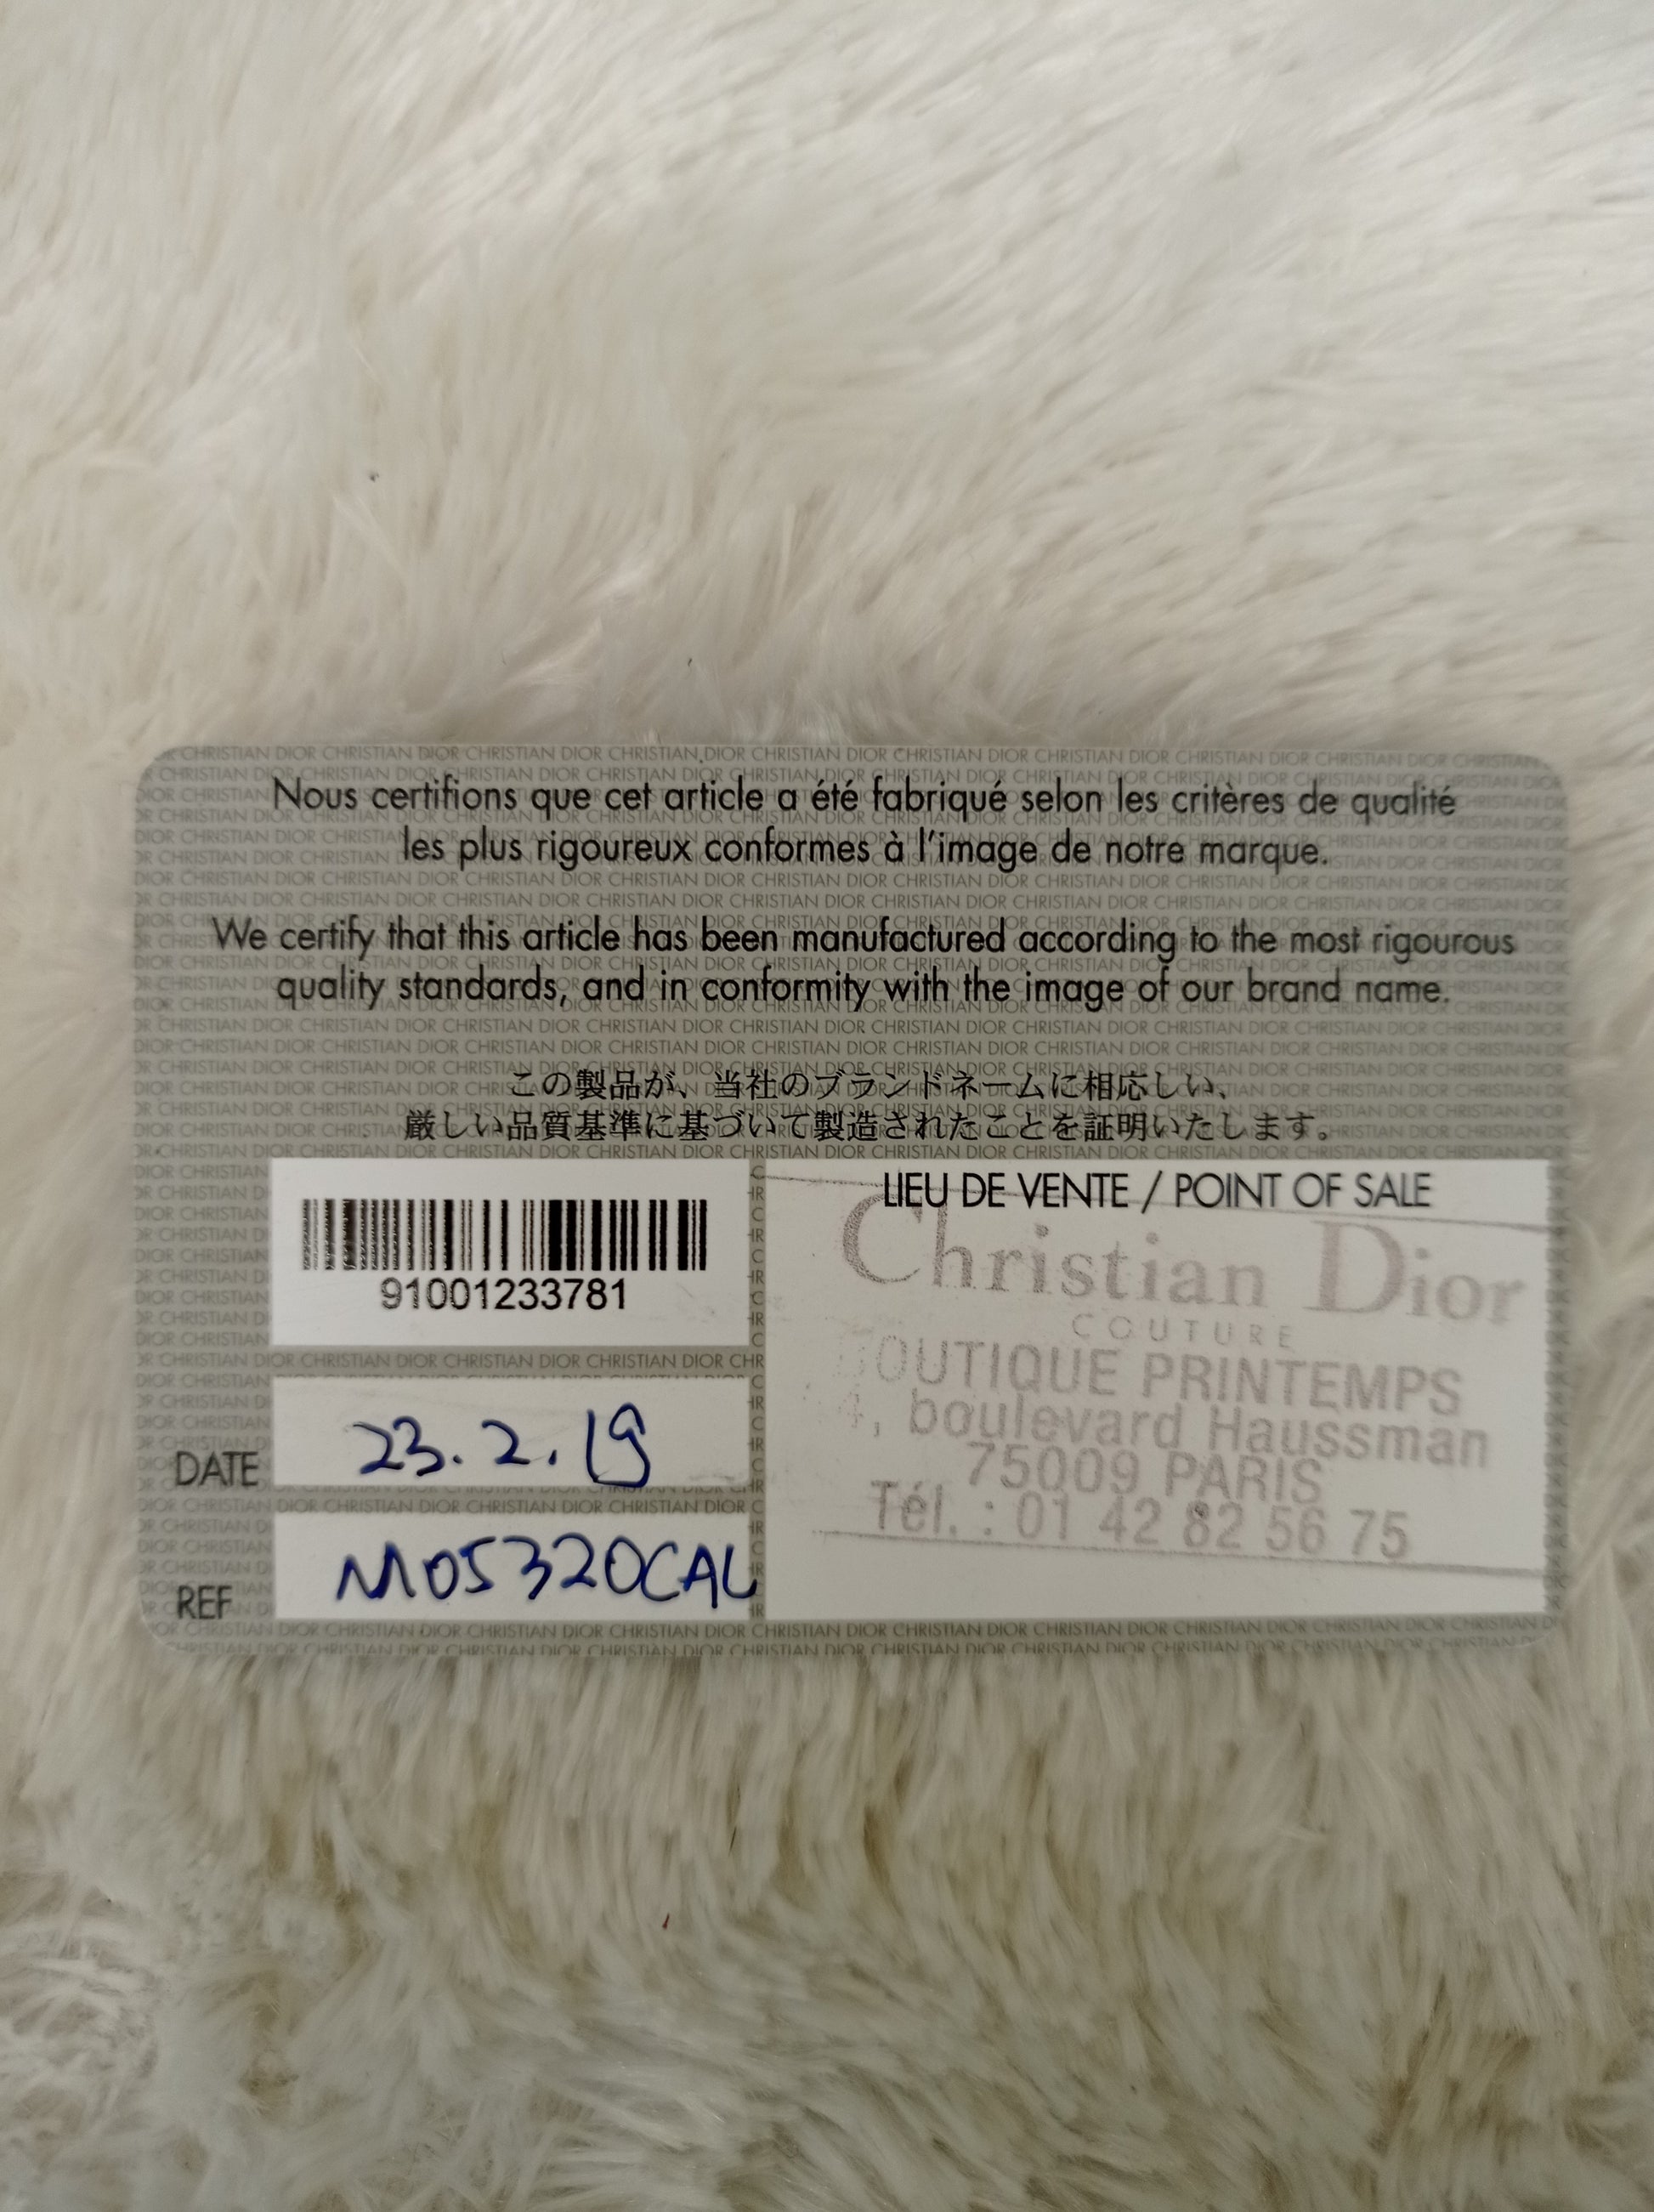 Nous certifions que cet article a été fabriqué selon les critères de qualité
les plus rigoureux conformes à l'image de notre marque.
We certify that this article has been manufactured according to the most rigourous
quality standards, and in conformity with the image of our brand name.
この製品が、当社のブランドネームに相応しい、
厳しい品質基準に基づいて製造されたことを証明いたします。
91001233781
DATE 23.2.19
REF M05320CAL
LIEU DE VENTE / POINT OF SALE
Christian Dior
COUTURE
BOUTIQUE PRINTEMPS
boulevard Haussman
75009 PARIS
Tél. : 01 42 82 56 75